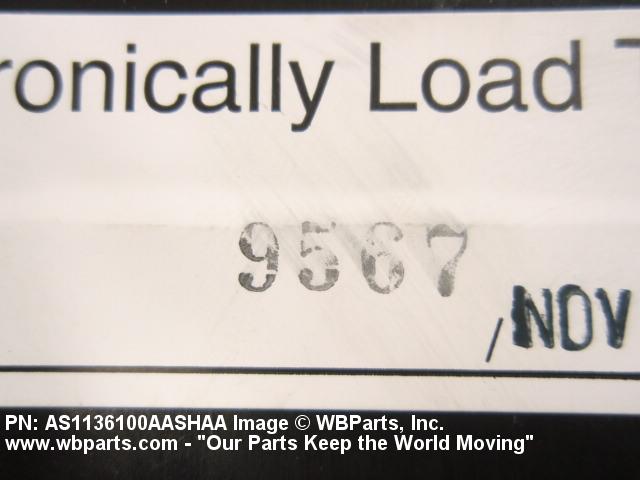 ronically Load T
9567
/NOV
PN: AS1136100AASHAA Image © WBParts, Inc.
www.wbparts.com - "Our Parts Keep the World Moving"